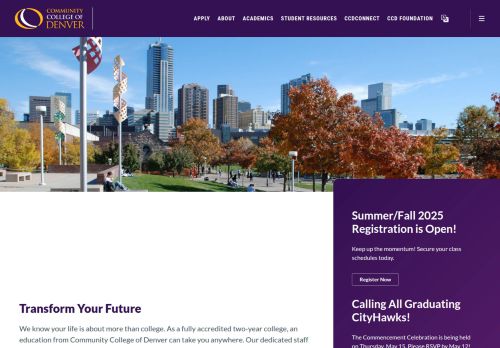 COMMUNITY
COLLEGE OF
DENVER
APPLY ABOUT ACADEMICS STUDENT RESOURCES CCDCONNECT CCD FOUNDATION
Summer/Fall 2025
Registration is Open!
Keep up the momentum! Secure your class
schedules today.
Register Now
Calling All Graduating
CityHawks!
The Commencement Celebration is being held
on Thursday, May 15. Please RSVP by May 12!
Transform Your Future
We know your life is about more than college. As a fully accredited two-year college, an
education from Community College of Denver can take you anywhere. Our dedicated staff